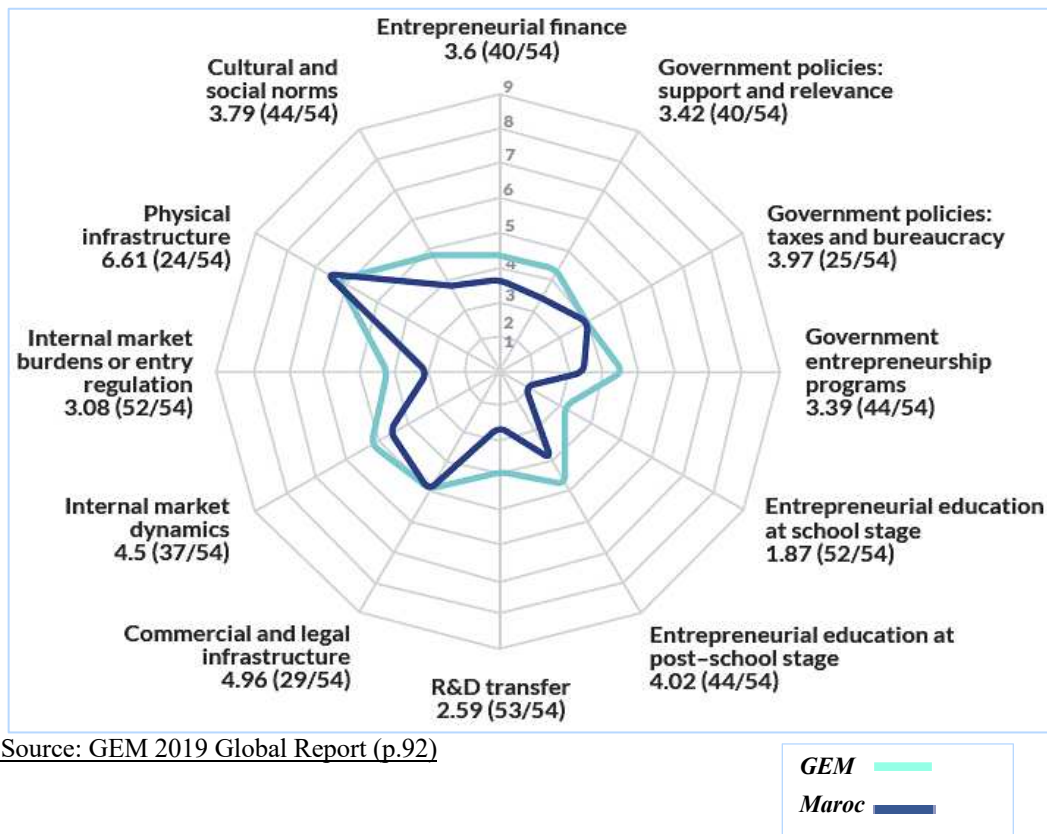 Entrepreneurial finance
3.6 (40/54)
Cultural and
social norms
3.79 (44/54)
Government policies:
support and relevance
3.42 (40/54)
9
8
7
6
5
4
3
2
1
Physical
infrastructure
6.61 (24/54)
Government policies:
taxes and bureaucracy
3.97 (25/54)
Internal market
burdens or entry
regulation
3.08 (52/54)
Government
entrepreneurship
programs
3.39 (44/54)
Internal market
dynamics
4.5 (37/54)
Entrepreneurial education
at school stage
1.87 (52/54)
Commercial and legal
infrastructure
4.96 (29/54)
R&D transfer
2.59 (53/54)
Entrepreneurial education at
post–school stage
4.02 (44/54)
Source: GEM 2019 Global Report (p.92)
GEM
Maroc